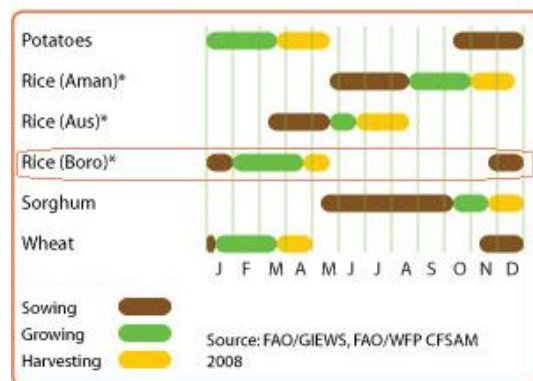 Potatoes
Rice (Aman)*
Rice (Aus)*
Rice (Boro)*
Sorghum
Wheat
J F M A M J J A S O N D
Sowing
Growing
Harvesting
Source: FAO/GIEWS, FAO/WFP CFSAM
2008